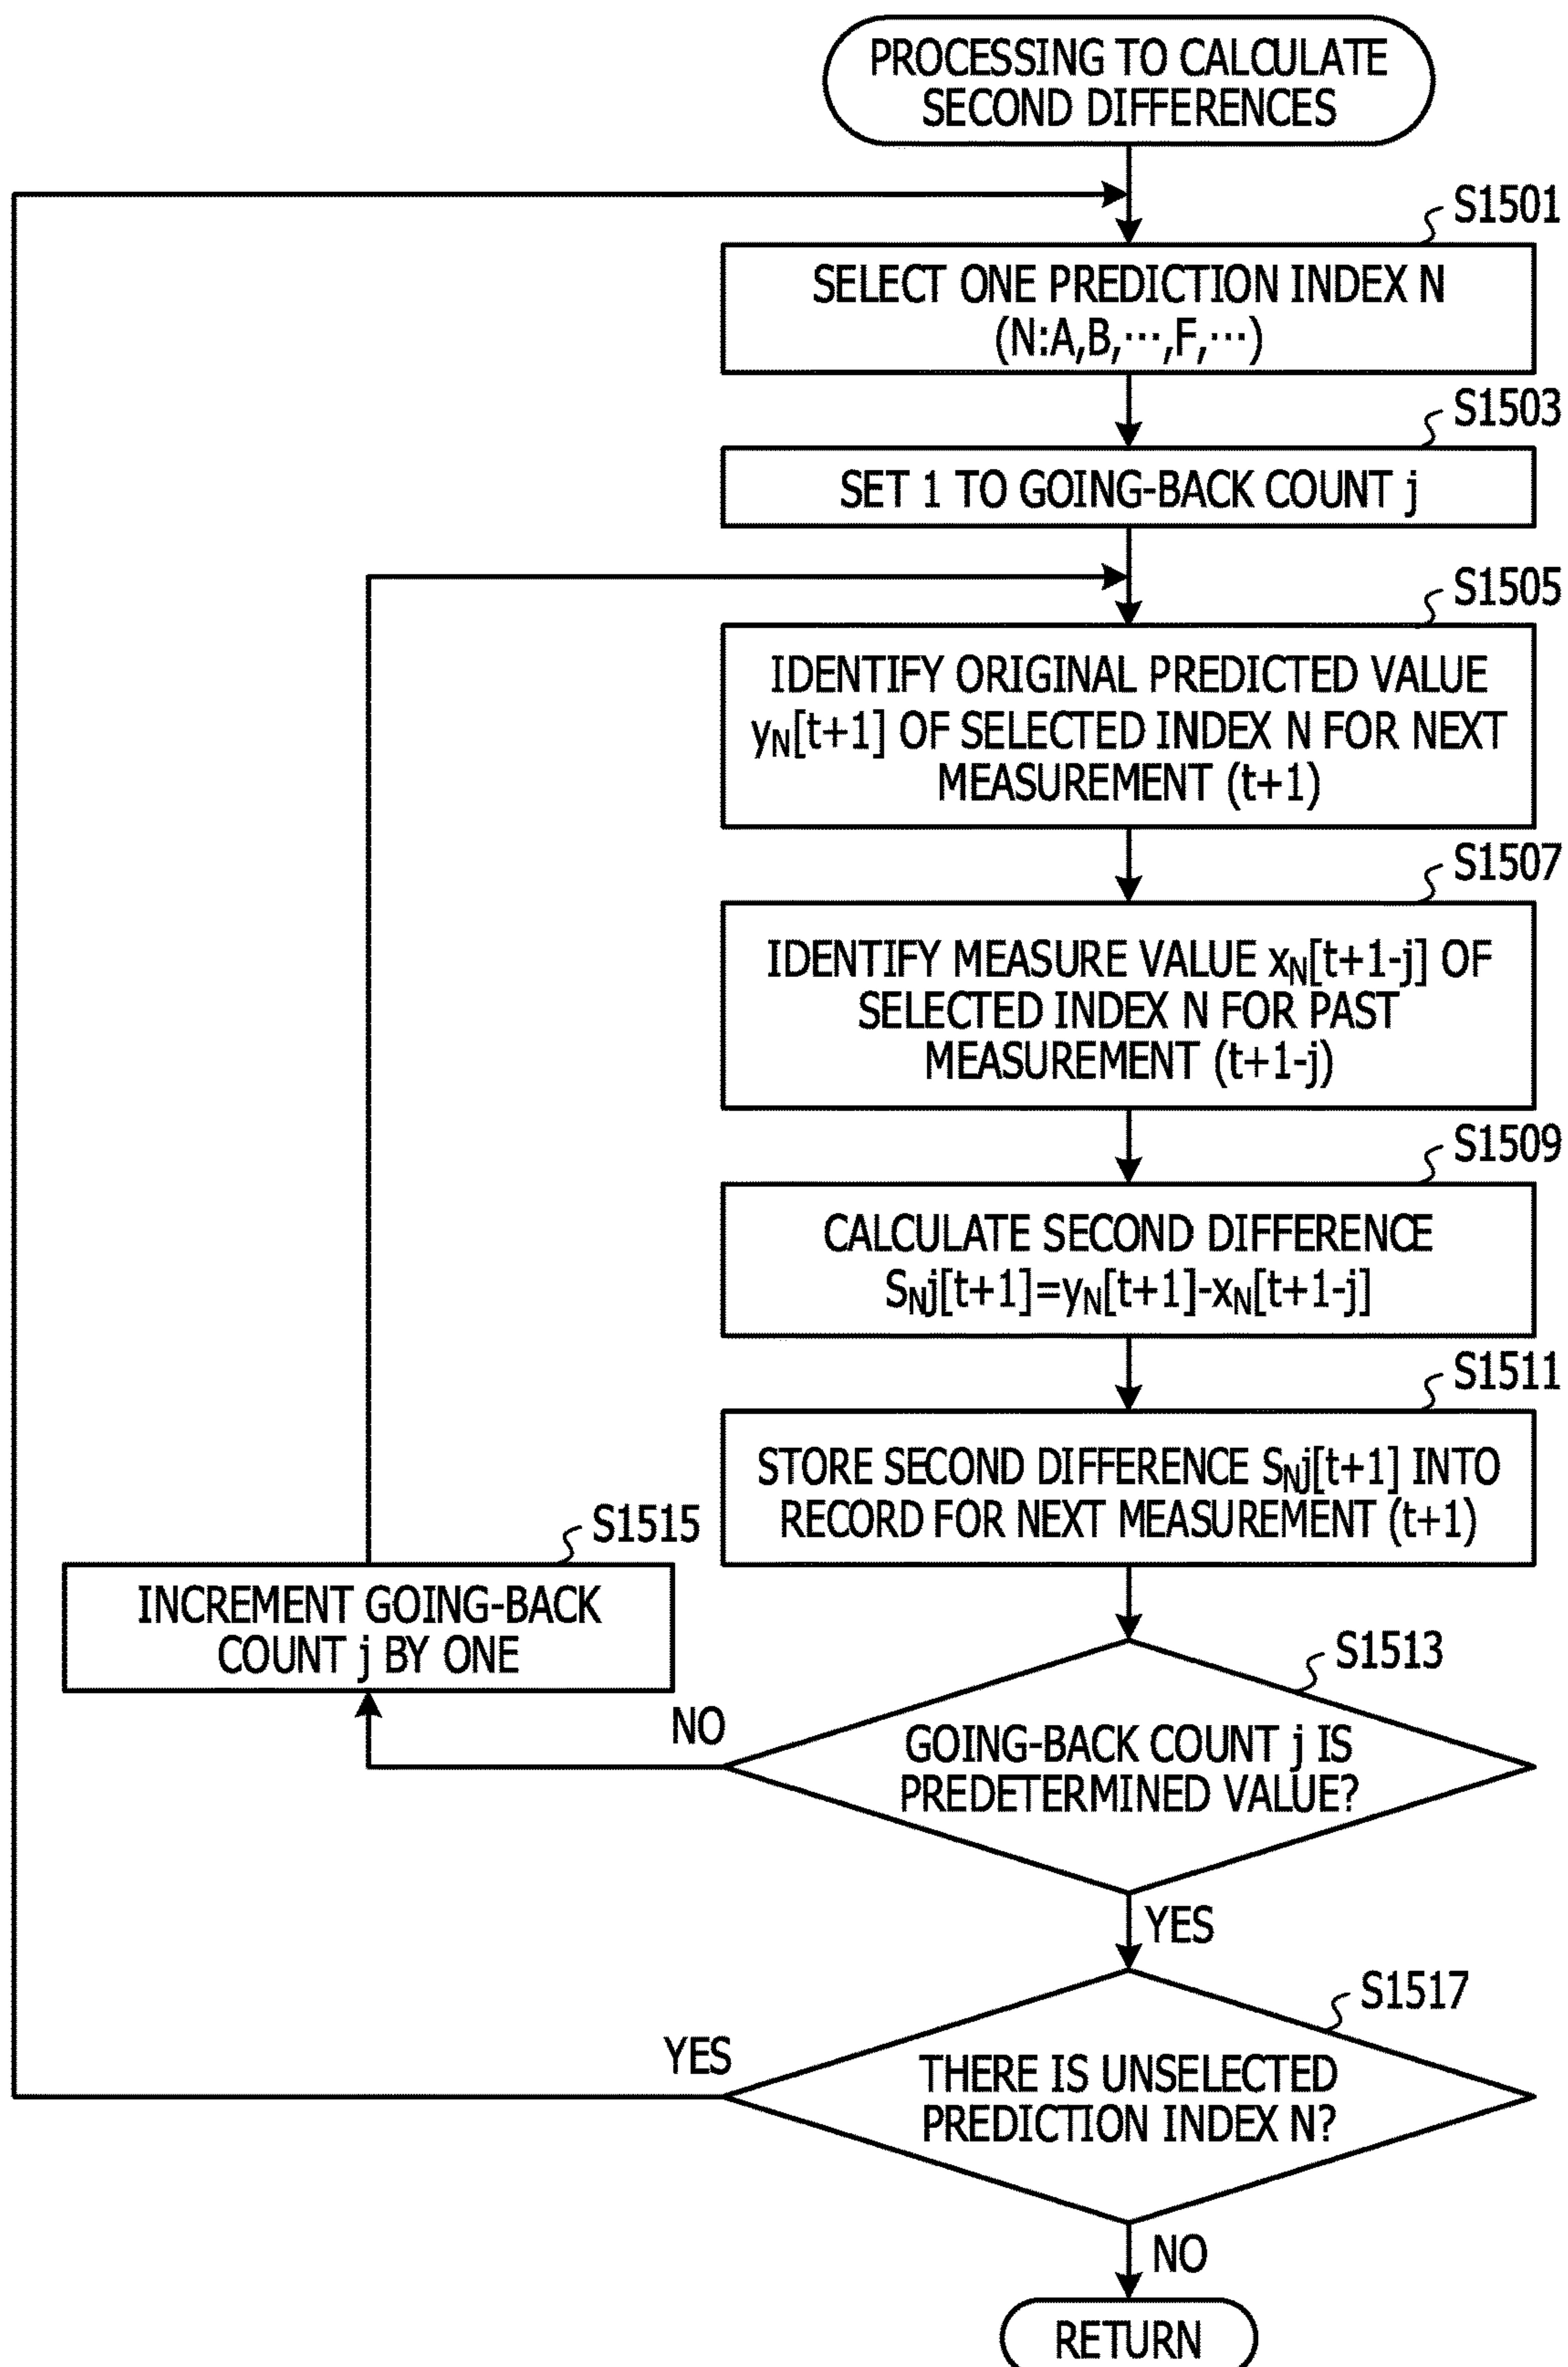 PROCESSING TO CALCULATE
SECOND DIFFERENCES
S1501
SELECT ONE PREDICTION INDEX N
(N:A,B,···,F,···)
S1503
SET 1 TO GOING-BACK COUNT j
S1505
IDENTIFY ORIGINAL PREDICTED VALUE
yN[t+1] OF SELECTED INDEX N FOR NEXT
MEASUREMENT (t+1)
S1507
IDENTIFY MEASURE VALUE xN[t+1-j] OF
SELECTED INDEX N FOR PAST
MEASUREMENT (t+1-j)
S1509
CALCULATE SECOND DIFFERENCE
SNj[t+1]=yN[t+1]-xN[t+1-j]
S1511
STORE SECOND DIFFERENCE SNj[t+1] INTO
RECORD FOR NEXT MEASUREMENT (t+1)
S1515
INCREMENT GOING-BACK
COUNT j BY ONE
S1513
NO
GOING-BACK COUNT j IS
PREDETERMINED VALUE?
YES
S1517
YES
THERE IS UNSELECTED
PREDICTION INDEX N?
NO
RETURN